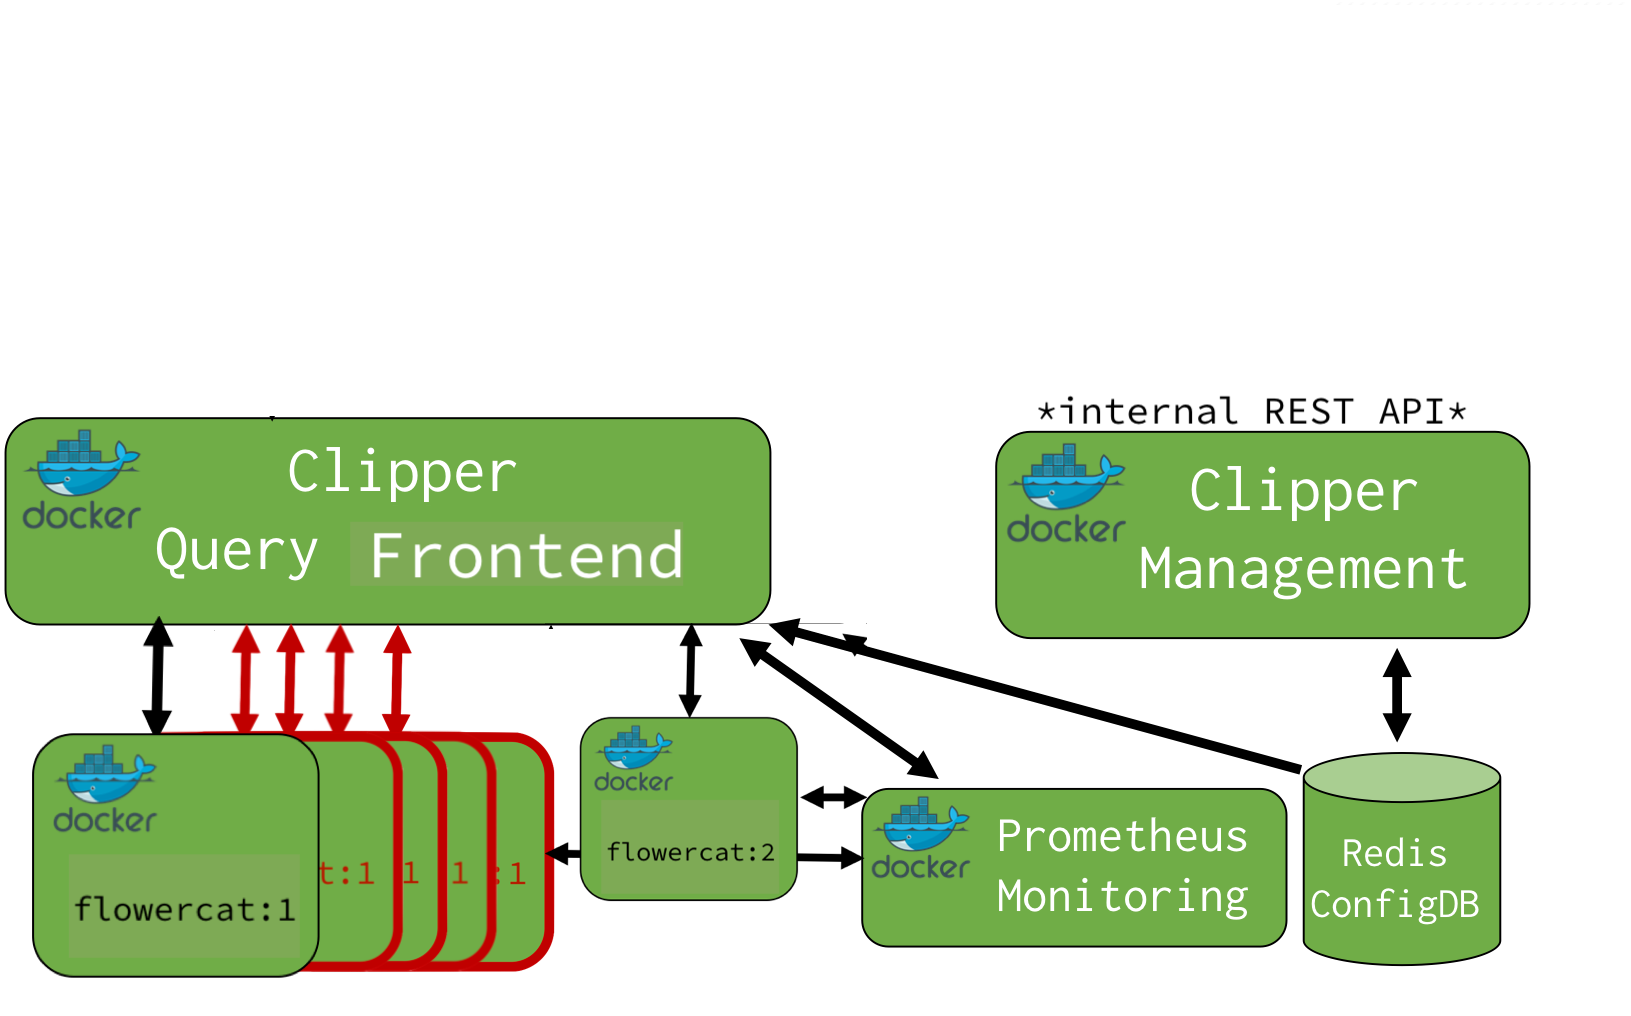 *internal REST API*
docker
Clipper
Query Frontend
docker
Clipper
Management
docker
flowercat:1
t:1
1
1
:1
docker
flowercat:2
docker
Prometheus
Monitoring
Redis
ConfigDB